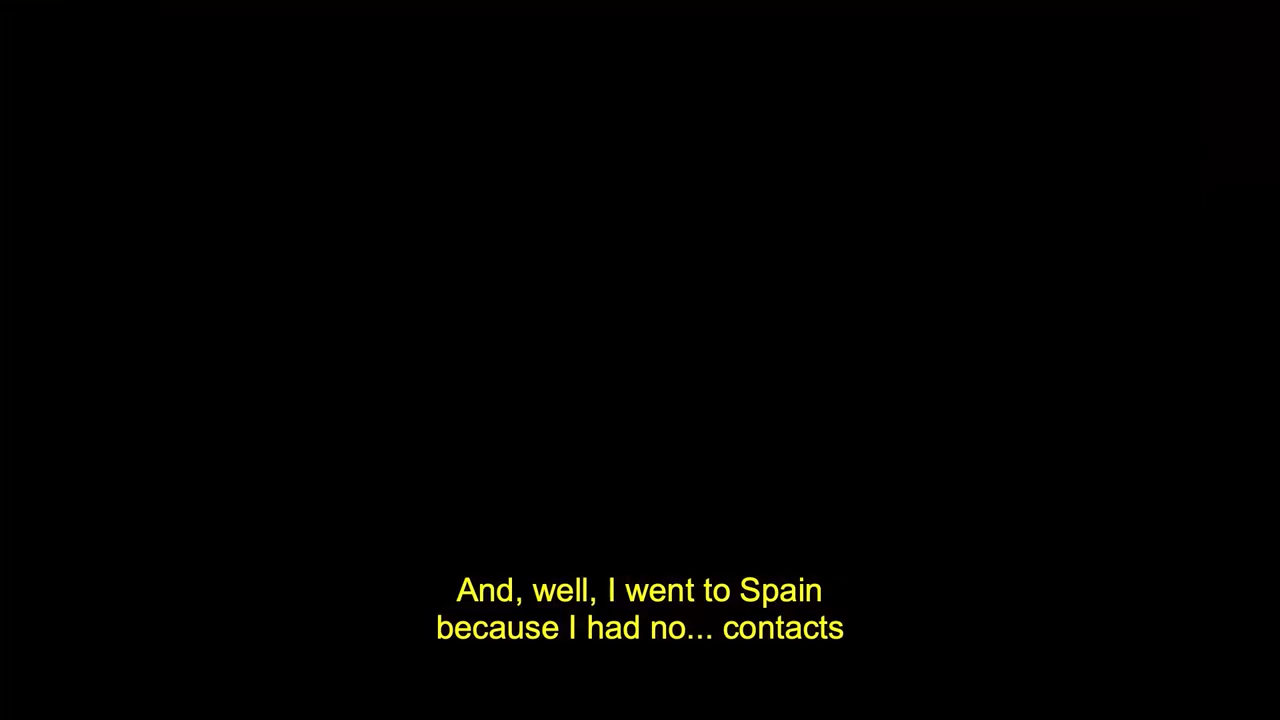 And, well, I went to Spain
because I had no... contacts